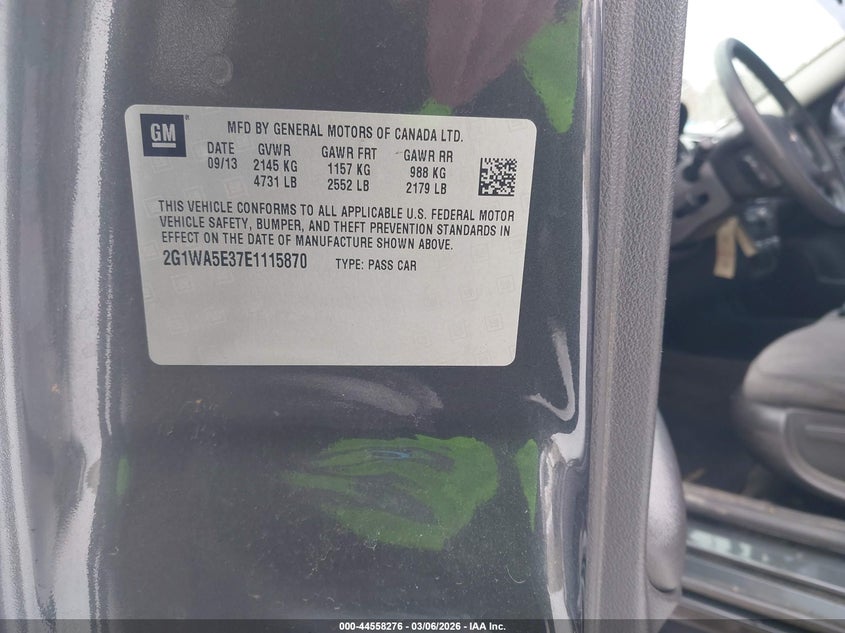 GM ®
MFD BY GENERAL MOTORS OF CANADA LTD.
DATE GVWR GAWR FRT GAWR RR
09/13 2145 KG 1157 KG 988 KG
4731 LB 2552 LB 2179 LB
THIS VEHICLE CONFORMS TO ALL APPLICABLE U.S. FEDERAL MOTOR
VEHICLE SAFETY, BUMPER, AND THEFT PREVENTION STANDARDS IN
EFFECT ON THE DATE OF MANUFACTURE SHOWN ABOVE.
2G1WA5E37E1115870 TYPE: PASS CAR
000-44558276 - 03/06/2026 - IAA Inc.